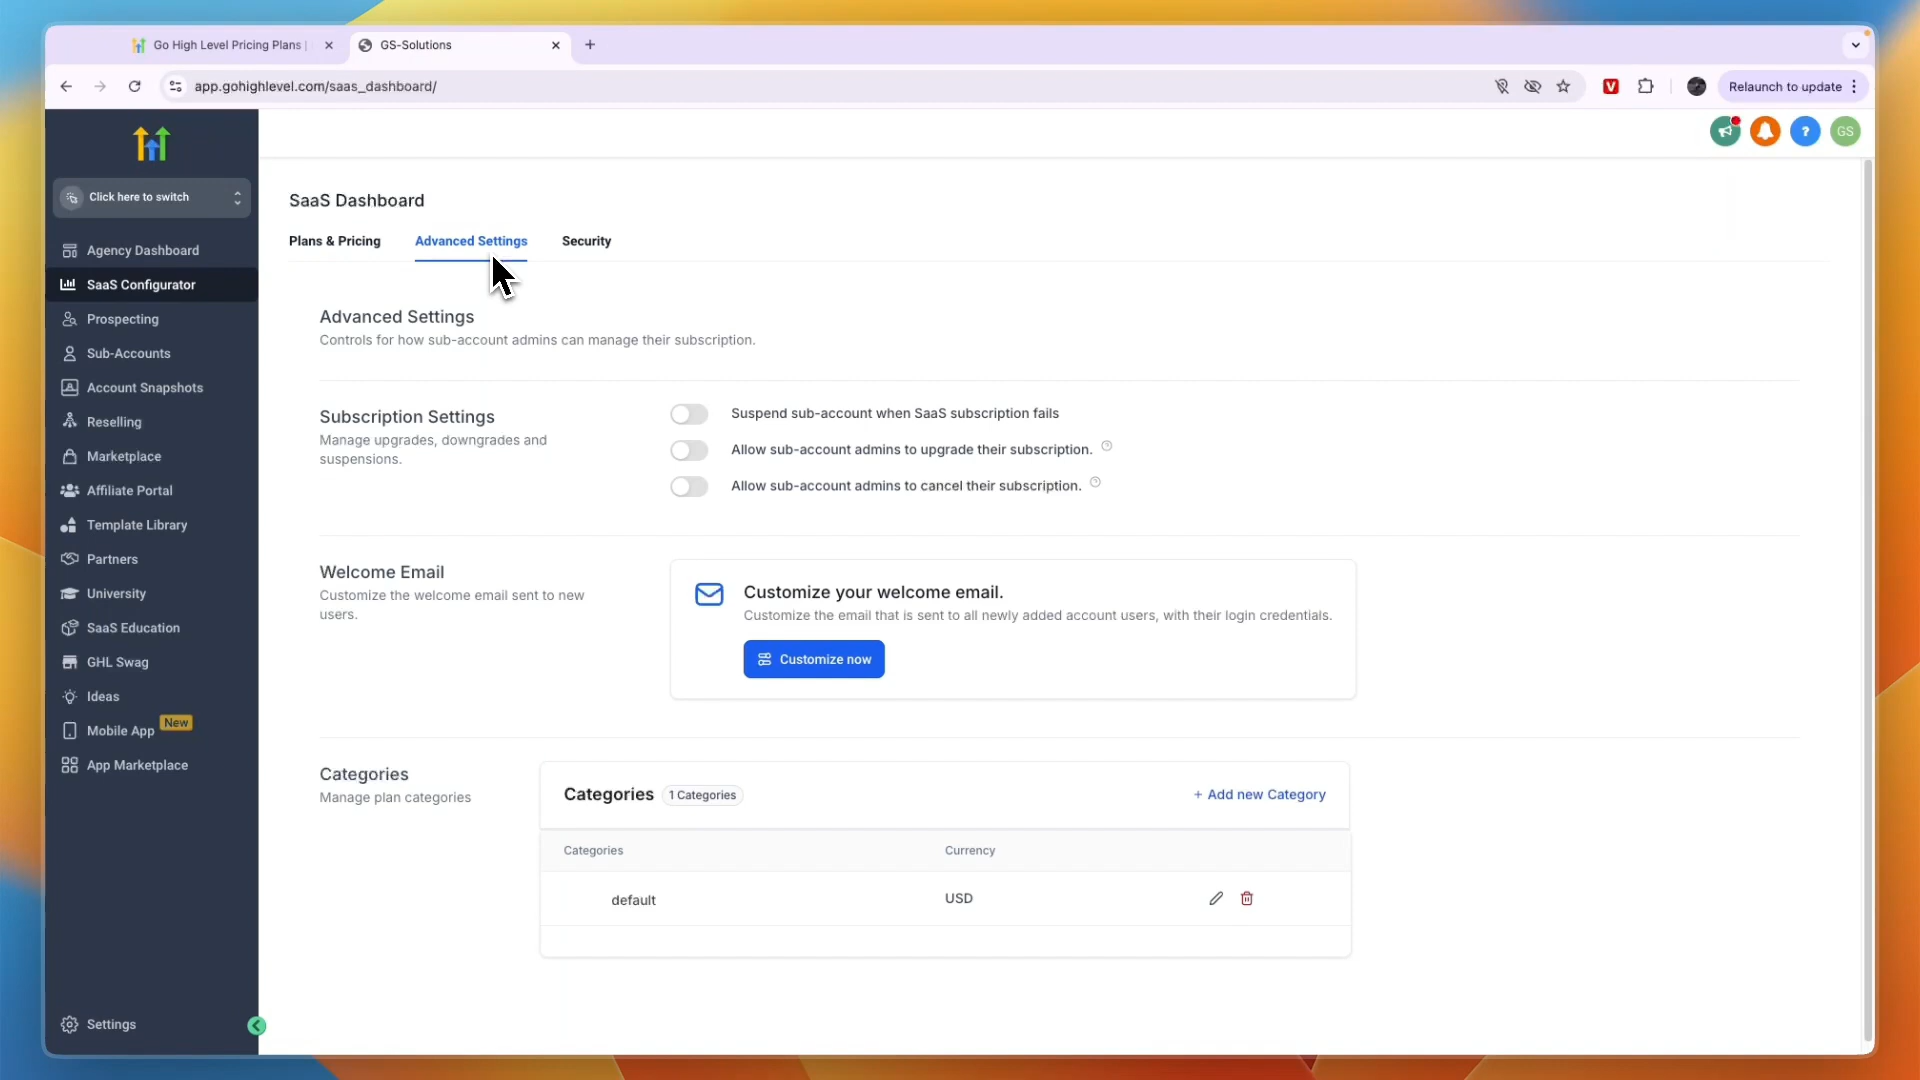 Go High Level Pricing Plans |
GS-Solutions
app.gohighlevel.com/saas_dashboard/
V
Relaunch to update
? GS
Click here to switch
Agency Dashboard
SaaS Configurator
Prospecting
Sub-Accounts
Account Snapshots
Reselling
Marketplace
Affiliate Portal
Template Library
Partners
University
SaaS Education
GHL Swag
Ideas
Mobile App New
App Marketplace
Settings
SaaS Dashboard
Plans & Pricing Advanced Settings Security
Advanced Settings
Controls for how sub-account admins can manage their subscription.
Subscription Settings
Manage upgrades, downgrades and
suspensions.
Suspend sub-account when SaaS subscription fails
Allow sub-account admins to upgrade their subscription. ?
Allow sub-account admins to cancel their subscription. ?
Welcome Email
Customize the welcome email sent to new
users.
Customize your welcome email.
Customize the email that is sent to all newly added account users, with their login credentials.
Customize now
Categories
Manage plan categories
Categories 1 Categories
+ Add new Category
Categories Currency
default USD